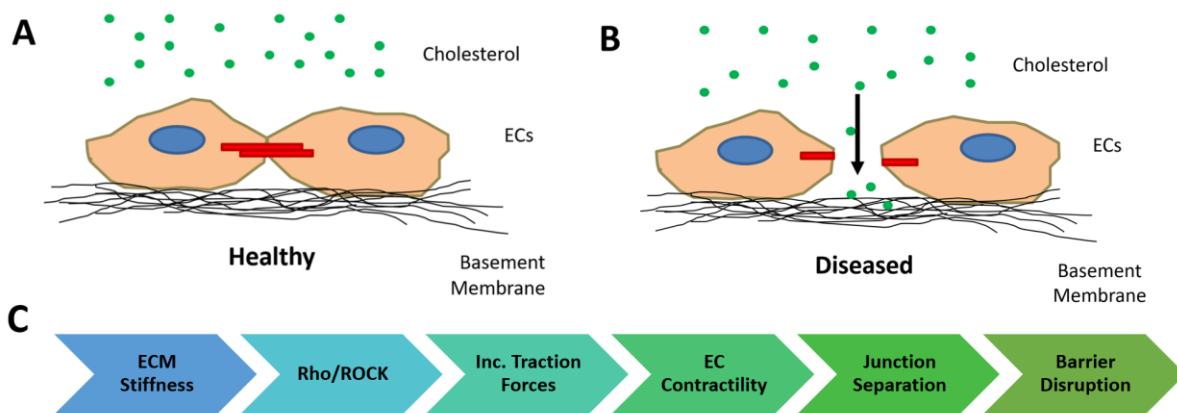 A
Cholesterol
ECs
Healthy
Basement
Membrane
B
Cholesterol
ECs
Diseased
Basement
Membrane
C
ECM
Stiffness
Rho/ROCK
Inc. Traction
Forces
EC
Contractility
Junction
Separation
Barrier
Disruption